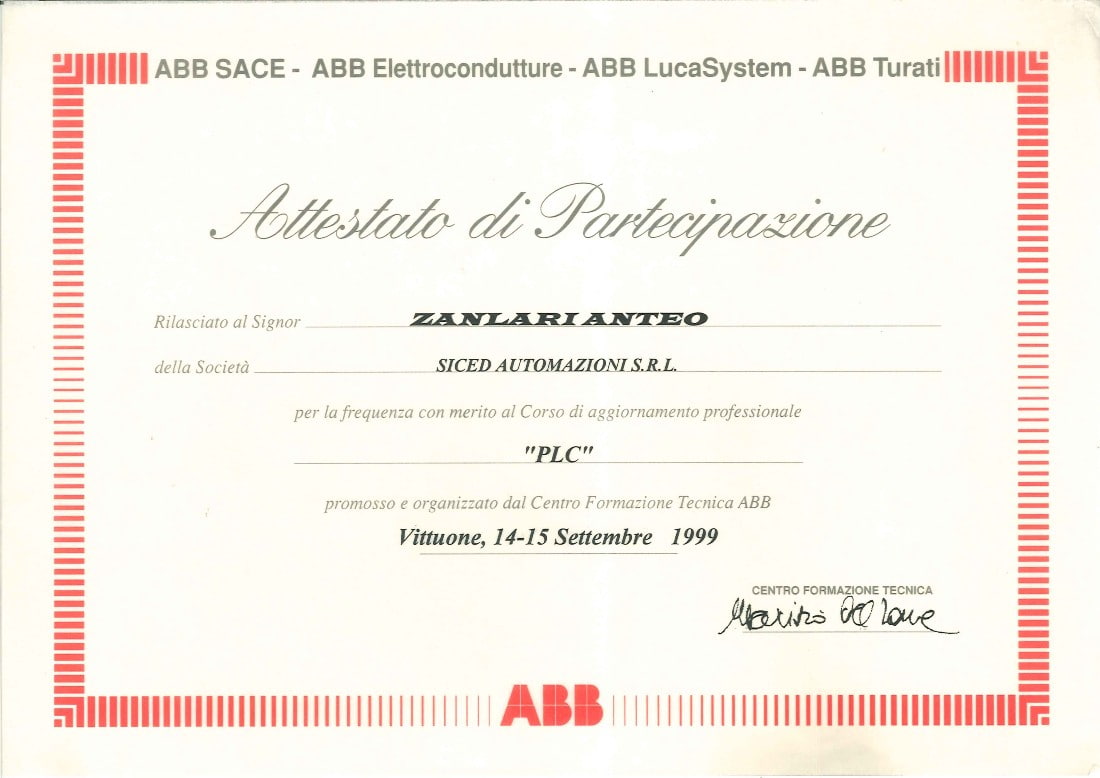 ABB SACE - ABB Elettrocondutture - ABB LucaSystem - ABB Turati
Attestato di Partecipazione
Rilasciato al Signor ZANLARI ANTEO
della Società SICED AUTOMAZIONI S.R.L.
per la frequenza con merito al Corso di aggiornamento professionale
"PLC"
promosso e organizzato dal Centro Formazione Tecnica ABB
Vittuone, 14-15 Settembre 1999
CENTRO FORMAZIONE TECNICA
ABB